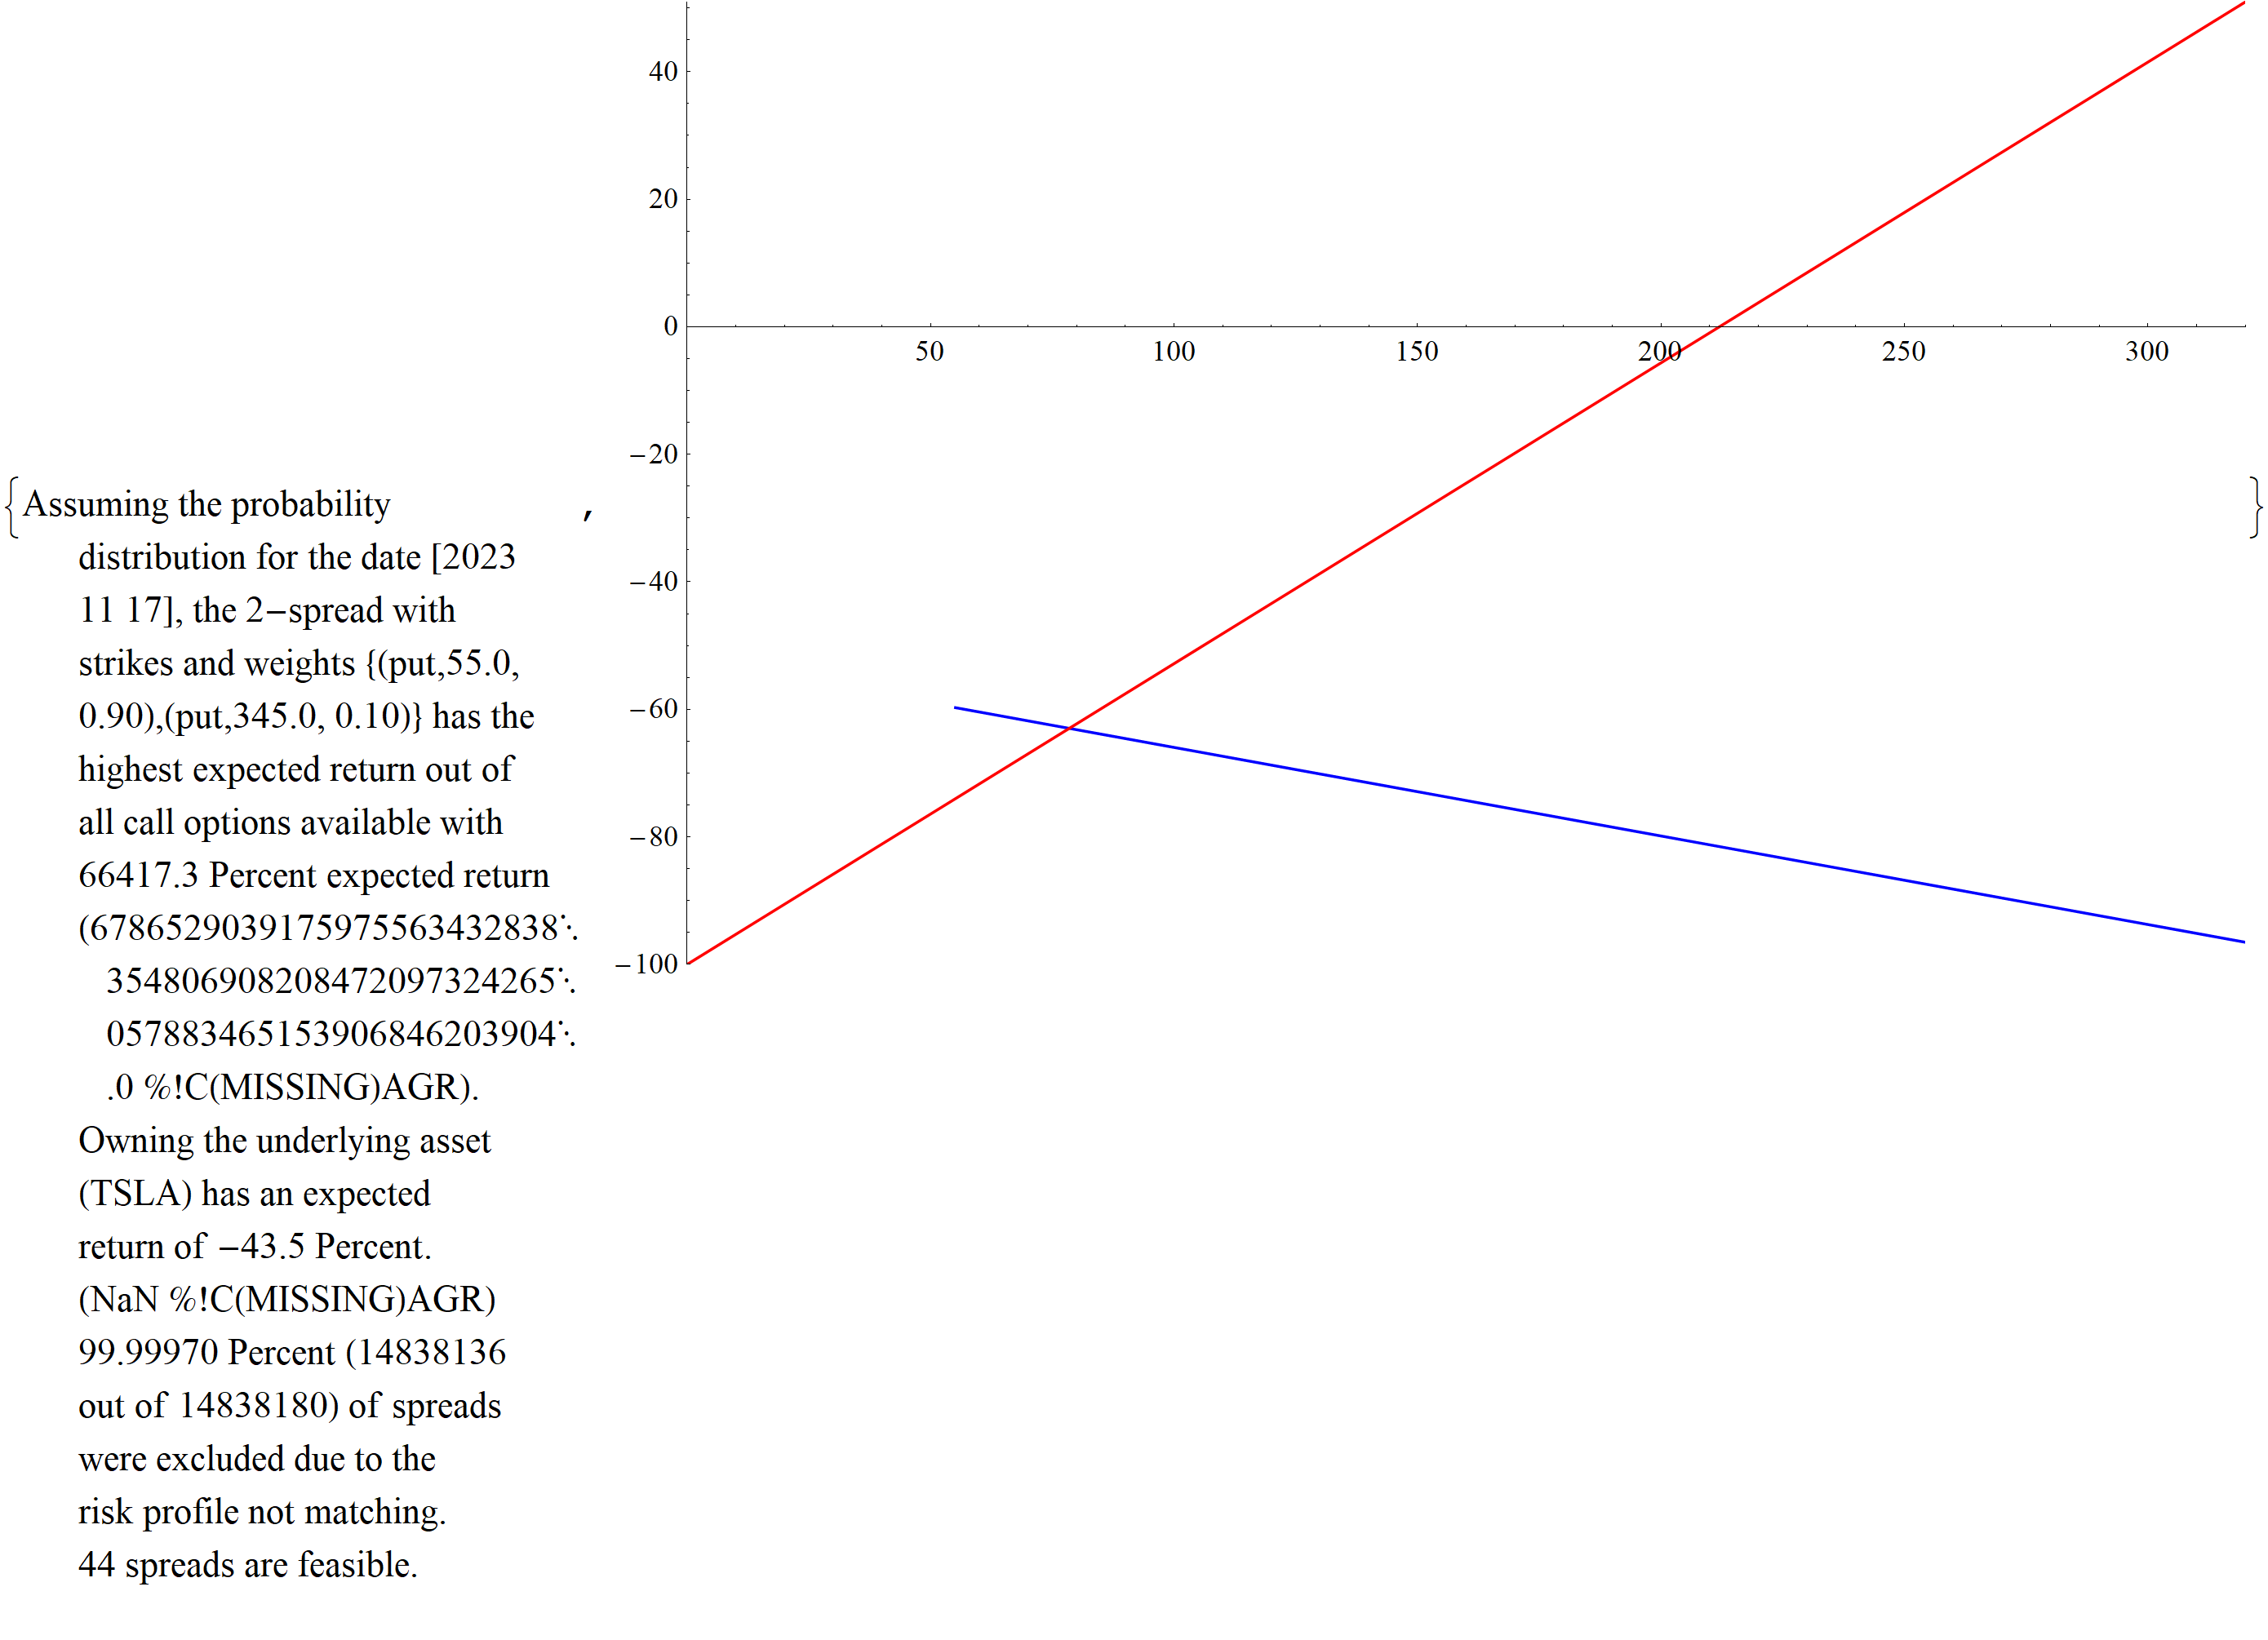 40
20
0
50 100 150 200 250 300
−20
−40
−60
−80
−100
{Assuming the probability ,
distribution for the date [2023
11 17], the 2−spread with
strikes and weights {(put,55.0,
0.90),(put,345.0, 0.10)} has the
highest expected return out of
all call options available with
66417.3 Percent expected return
(6786529039175975563432838⋱
354806908208472097324265⋱
057883465153906846203904⋱
.0 %!C(MISSING)AGR).
Owning the underlying asset
(TSLA) has an expected
return of −43.5 Percent.
(NaN %!C(MISSING)AGR)
99.99970 Percent (14838136
out of 14838180) of spreads
were excluded due to the
risk profile not matching.
44 spreads are feasible.
}